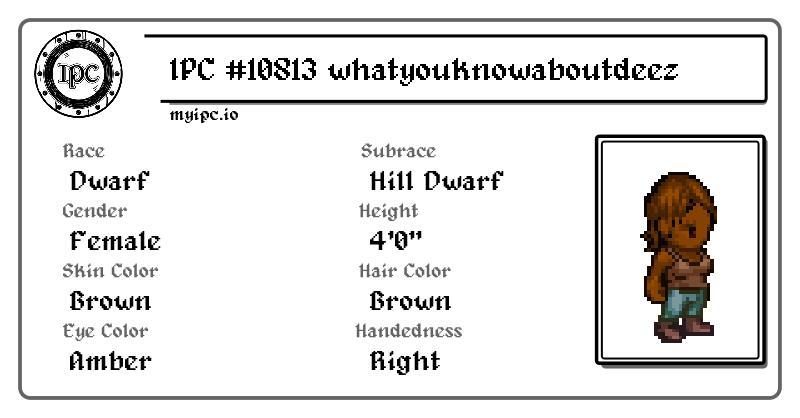 IPC
IPC #10813 whatyouknowaboutdeez
myipc.io
Race
Dwarf
Subrace
Hill Dwarf
Gender
Female
Height
4'0"
Skin Color
Brown
Hair Color
Brown
Eye Color
Amber
Handedness
Right